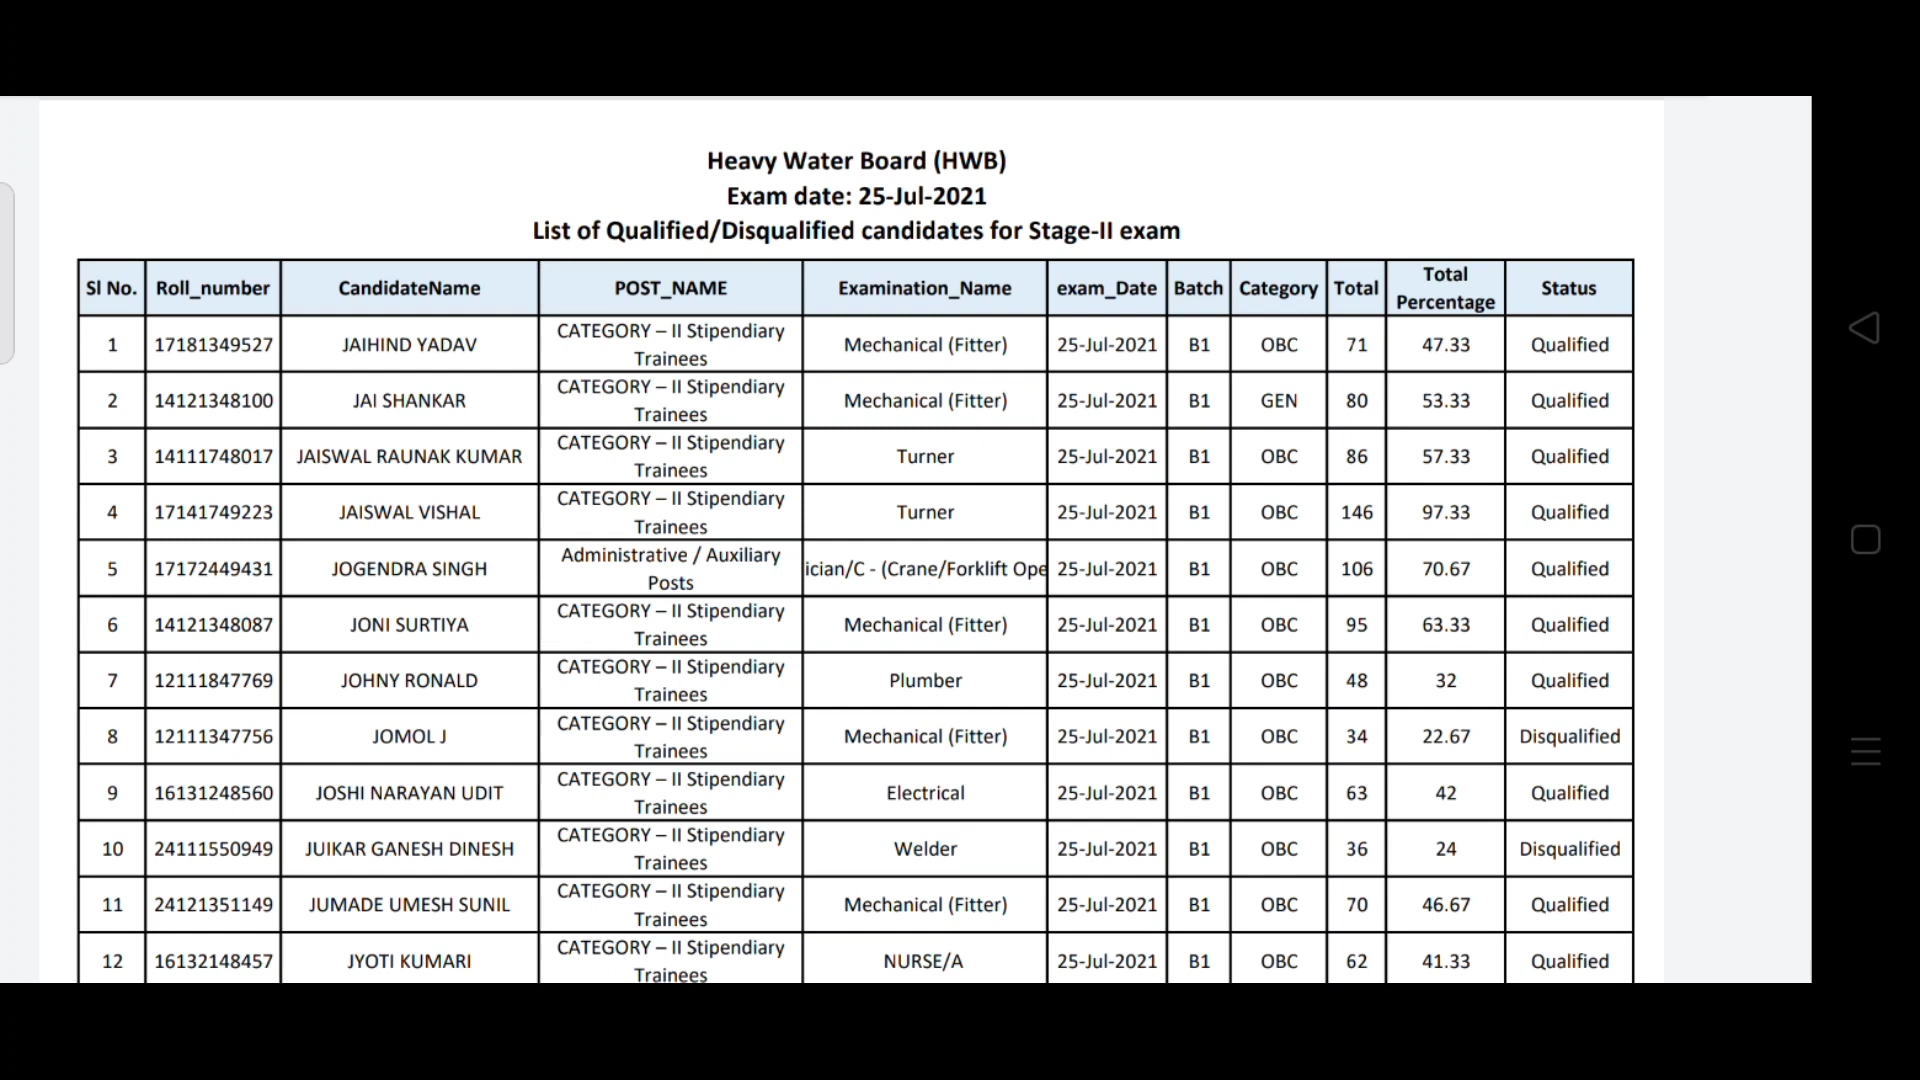 Heavy Water Board (HWB)
Exam date: 25-Jul-2021
List of Qualified/Disqualified candidates for Stage-II exam
Sl No. Roll_number CandidateName POST_NAME Examination_Name exam_Date Batch Category Total Total Percentage Status
1 17181349527 JAIHIND YADAV CATEGORY – II Stipendiary Trainees Mechanical (Fitter) 25-Jul-2021 B1 OBC 71 47.33 Qualified
2 14121348100 JAI SHANKAR CATEGORY – II Stipendiary Trainees Mechanical (Fitter) 25-Jul-2021 B1 GEN 80 53.33 Qualified
3 14111748017 JAISWAL RAUNAK KUMAR CATEGORY – II Stipendiary Trainees Turner 25-Jul-2021 B1 OBC 86 57.33 Qualified
4 17141749223 JAISWAL VISHAL CATEGORY – II Stipendiary Trainees Turner 25-Jul-2021 B1 OBC 146 97.33 Qualified
5 17172449431 JOGENDRA SINGH Administrative / Auxiliary Posts ician/C - (Crane/Forklift Ope 25-Jul-2021 B1 OBC 106 70.67 Qualified
6 14121348087 JONI SURTIYA CATEGORY – II Stipendiary Trainees Mechanical (Fitter) 25-Jul-2021 B1 OBC 95 63.33 Qualified
7 12111847769 JOHNY RONALD CATEGORY – II Stipendiary Trainees Plumber 25-Jul-2021 B1 OBC 48 32 Qualified
8 12111347756 JOMOL J CATEGORY – II Stipendiary Trainees Mechanical (Fitter) 25-Jul-2021 B1 OBC 34 22.67 Disqualified
9 16131248560 JOSHI NARAYAN UDIT CATEGORY – II Stipendiary Trainees Electrical 25-Jul-2021 B1 OBC 63 42 Qualified
10 24111550949 JUIKAR GANESH DINESH CATEGORY – II Stipendiary Trainees Welder 25-Jul-2021 B1 OBC 36 24 Disqualified
11 24121351149 JUMADE UMESH SUNIL CATEGORY – II Stipendiary Trainees Mechanical (Fitter) 25-Jul-2021 B1 OBC 70 46.67 Qualified
12 16132148457 JYOTI KUMARI CATEGORY – II Stipendiary Trainees NURSE/A 25-Jul-2021 B1 OBC 62 41.33 Qualified